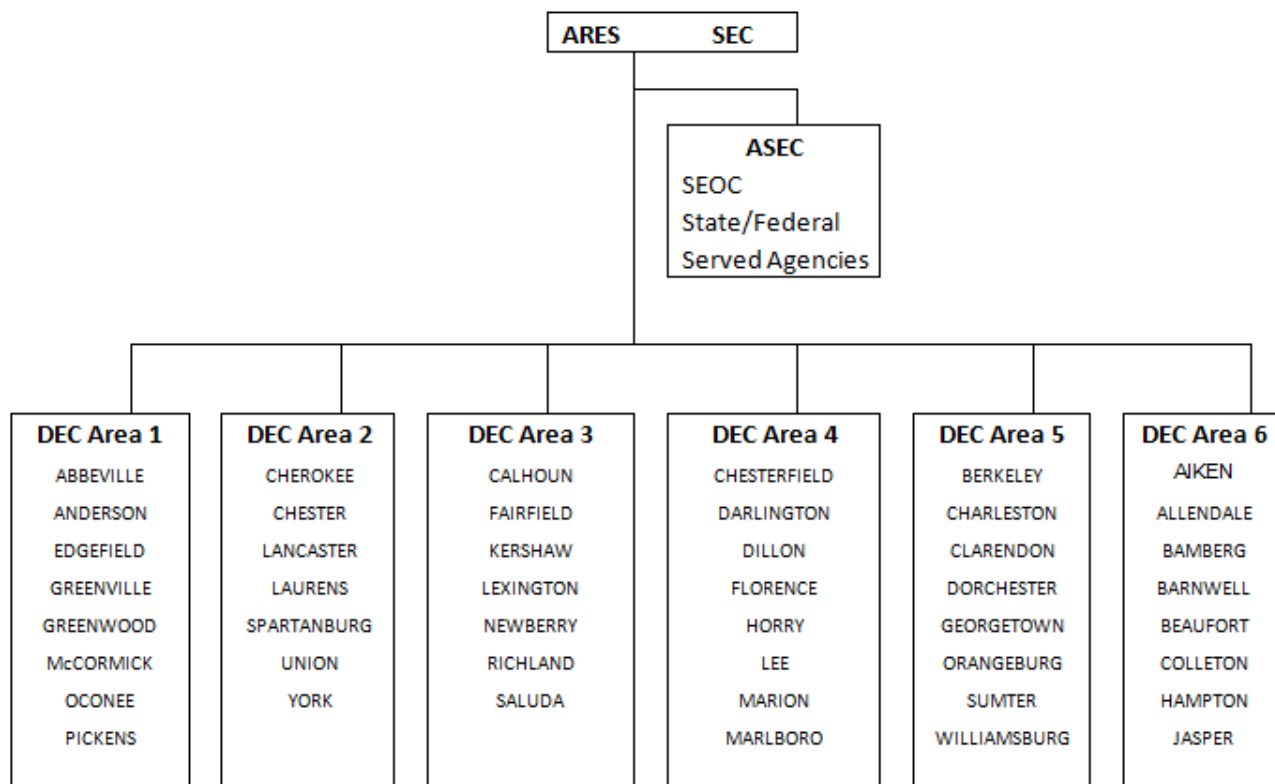 ARES SEC
ASEC
SEOC
State/Federal
Served Agencies
DEC Area 1
ABBEVILLE
ANDERSON
EDGEFIELD
GREENVILLE
GREENWOOD
McCORMICK
OCONEE
PICKENS
DEC Area 2
CHEROKEE
CHESTER
LANCASTER
LAURENS
SPARTANBURG
UNION
YORK
DEC Area 3
CALHOUN
FAIRFIELD
KERSHAW
LEXINGTON
NEWBERRY
RICHLAND
SALUDA
DEC Area 4
CHESTERFIELD
DARLINGTON
DILLON
FLORENCE
HORRY
LEE
MARION
MARLBORO
DEC Area 5
BERKELEY
CHARLESTON
CLARENDON
DORCHESTER
GEORGETOWN
ORANGEBURG
SUMTER
WILLIAMSBURG
DEC Area 6
AIKEN
ALLENDALE
BAMBERG
BARNWELL
BEAUFORT
COLLETON
HAMPTON
JASPER